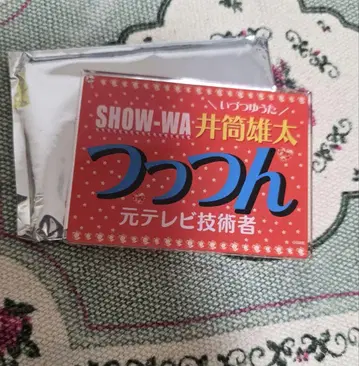 ＼いづつゆうた／
SHOW-WA 井筒雄太
つっつん
元テレビ技術者